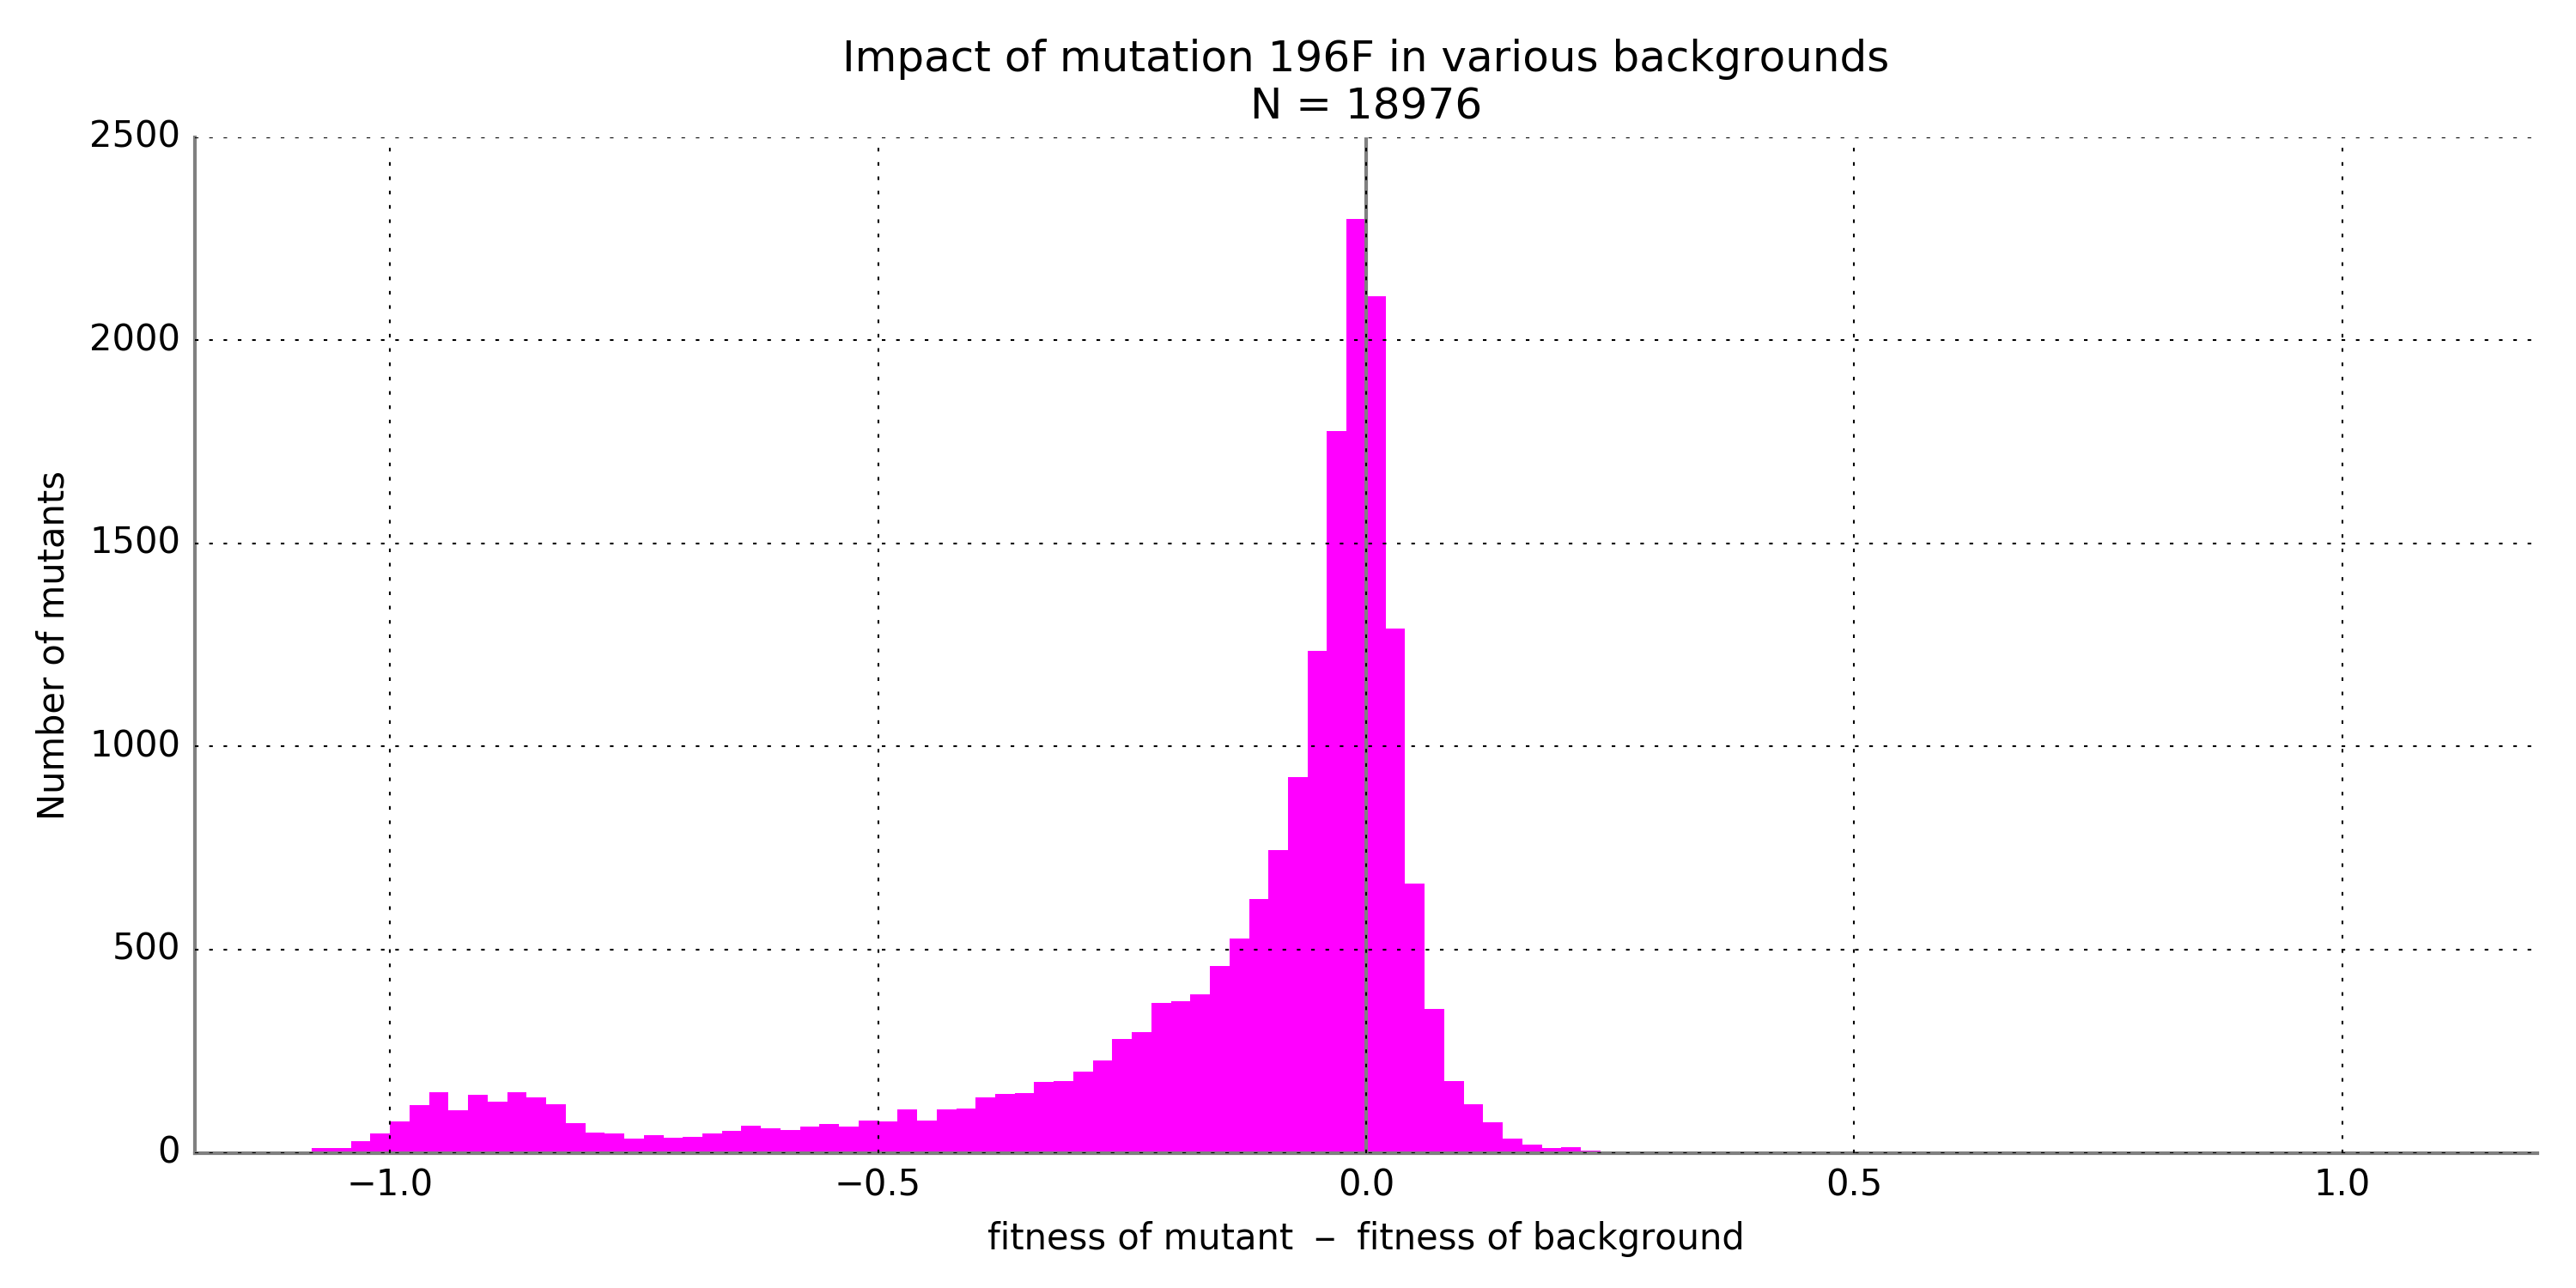 Impact of mutation 196F in various backgrounds
N = 18976
2500
2000
1500
1000
500
0
Number of mutants
−1.0
−0.5
0.0
0.5
1.0
fitness of mutant – fitness of background